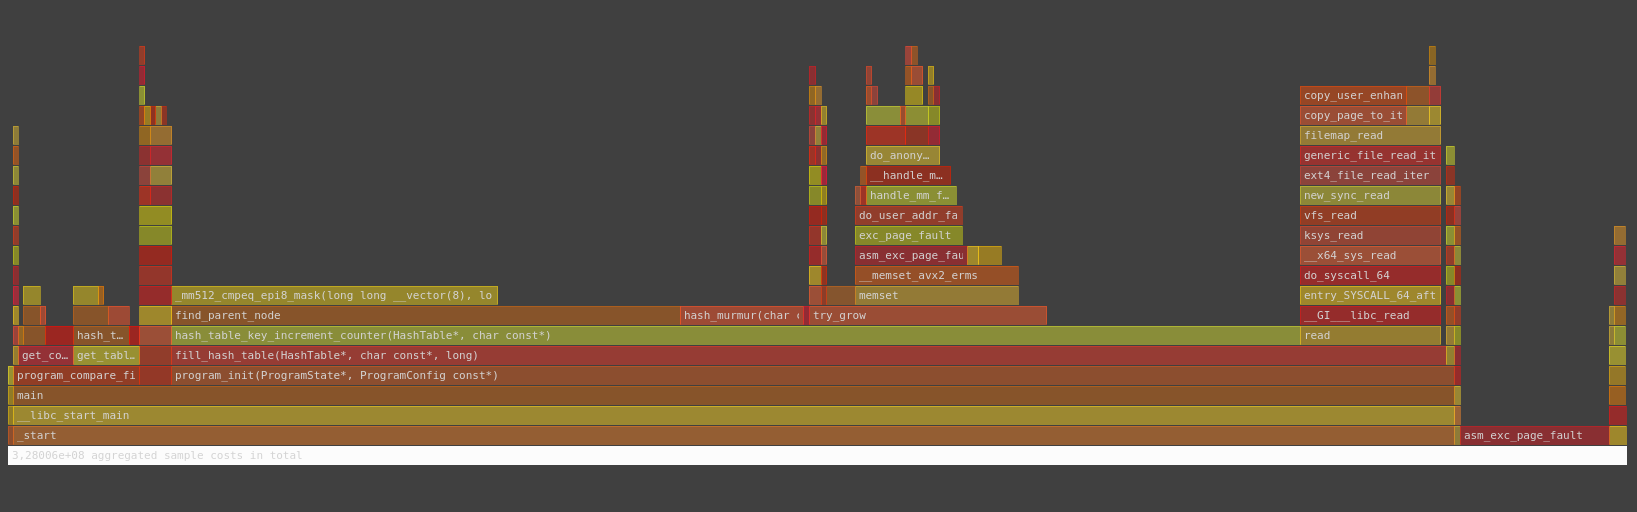 copy_user_enhan
copy_page_to_it
filemap_read
do_anony… generic_file_read_it
__handle_m… ext4_file_read_iter
handle_mm_f… new_sync_read
do_user_addr_fa vfs_read
exc_page_fault ksys_read
asm_exc_page_fau __x64_sys_read
__memset_avx2_erms do_syscall_64
_mm512_cmpeq_epi8_mask(long long __vector(8), lo memset entry_SYSCALL_64_aft
find_parent_node hash_murmur(char c try_grow __GI___libc_read
hash_t… hash_table_key_increment_counter(HashTable*, char const*) read
get_co… get_tabl… fill_hash_table(HashTable*, char const*, long)
program_compare_fi program_init(ProgramState*, ProgramConfig const*)
main
__libc_start_main
_start asm_exc_page_fault
3,28006e+08 aggregated sample costs in total